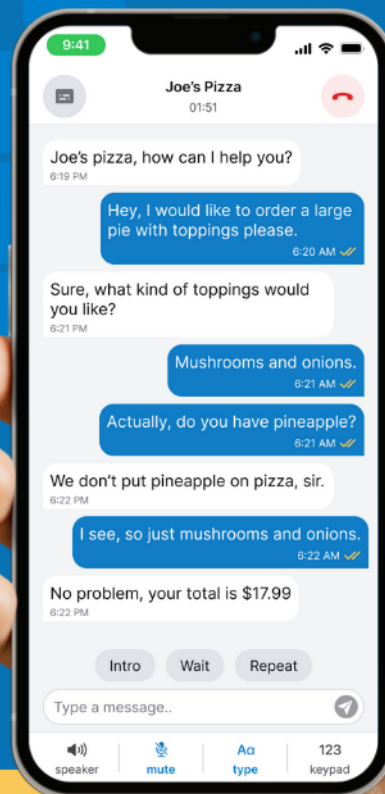 9:41
Joe's Pizza
01:51
Joe's pizza, how can I help you?
6:19 PM
Hey, I would like to order a large
pie with toppings please.
6:20 AM
Sure, what kind of toppings would
you like?
6:21 PM
Mushrooms and onions.
6:21 AM
Actually, do you have pineapple?
6:21 AM
We don't put pineapple on pizza, sir.
6:22 PM
I see, so just mushrooms and onions.
6:22 AM
No problem, your total is $17.99
6:22 PM
Intro Wait Repeat
Type a message..
Aa 123
speaker mute type keypad